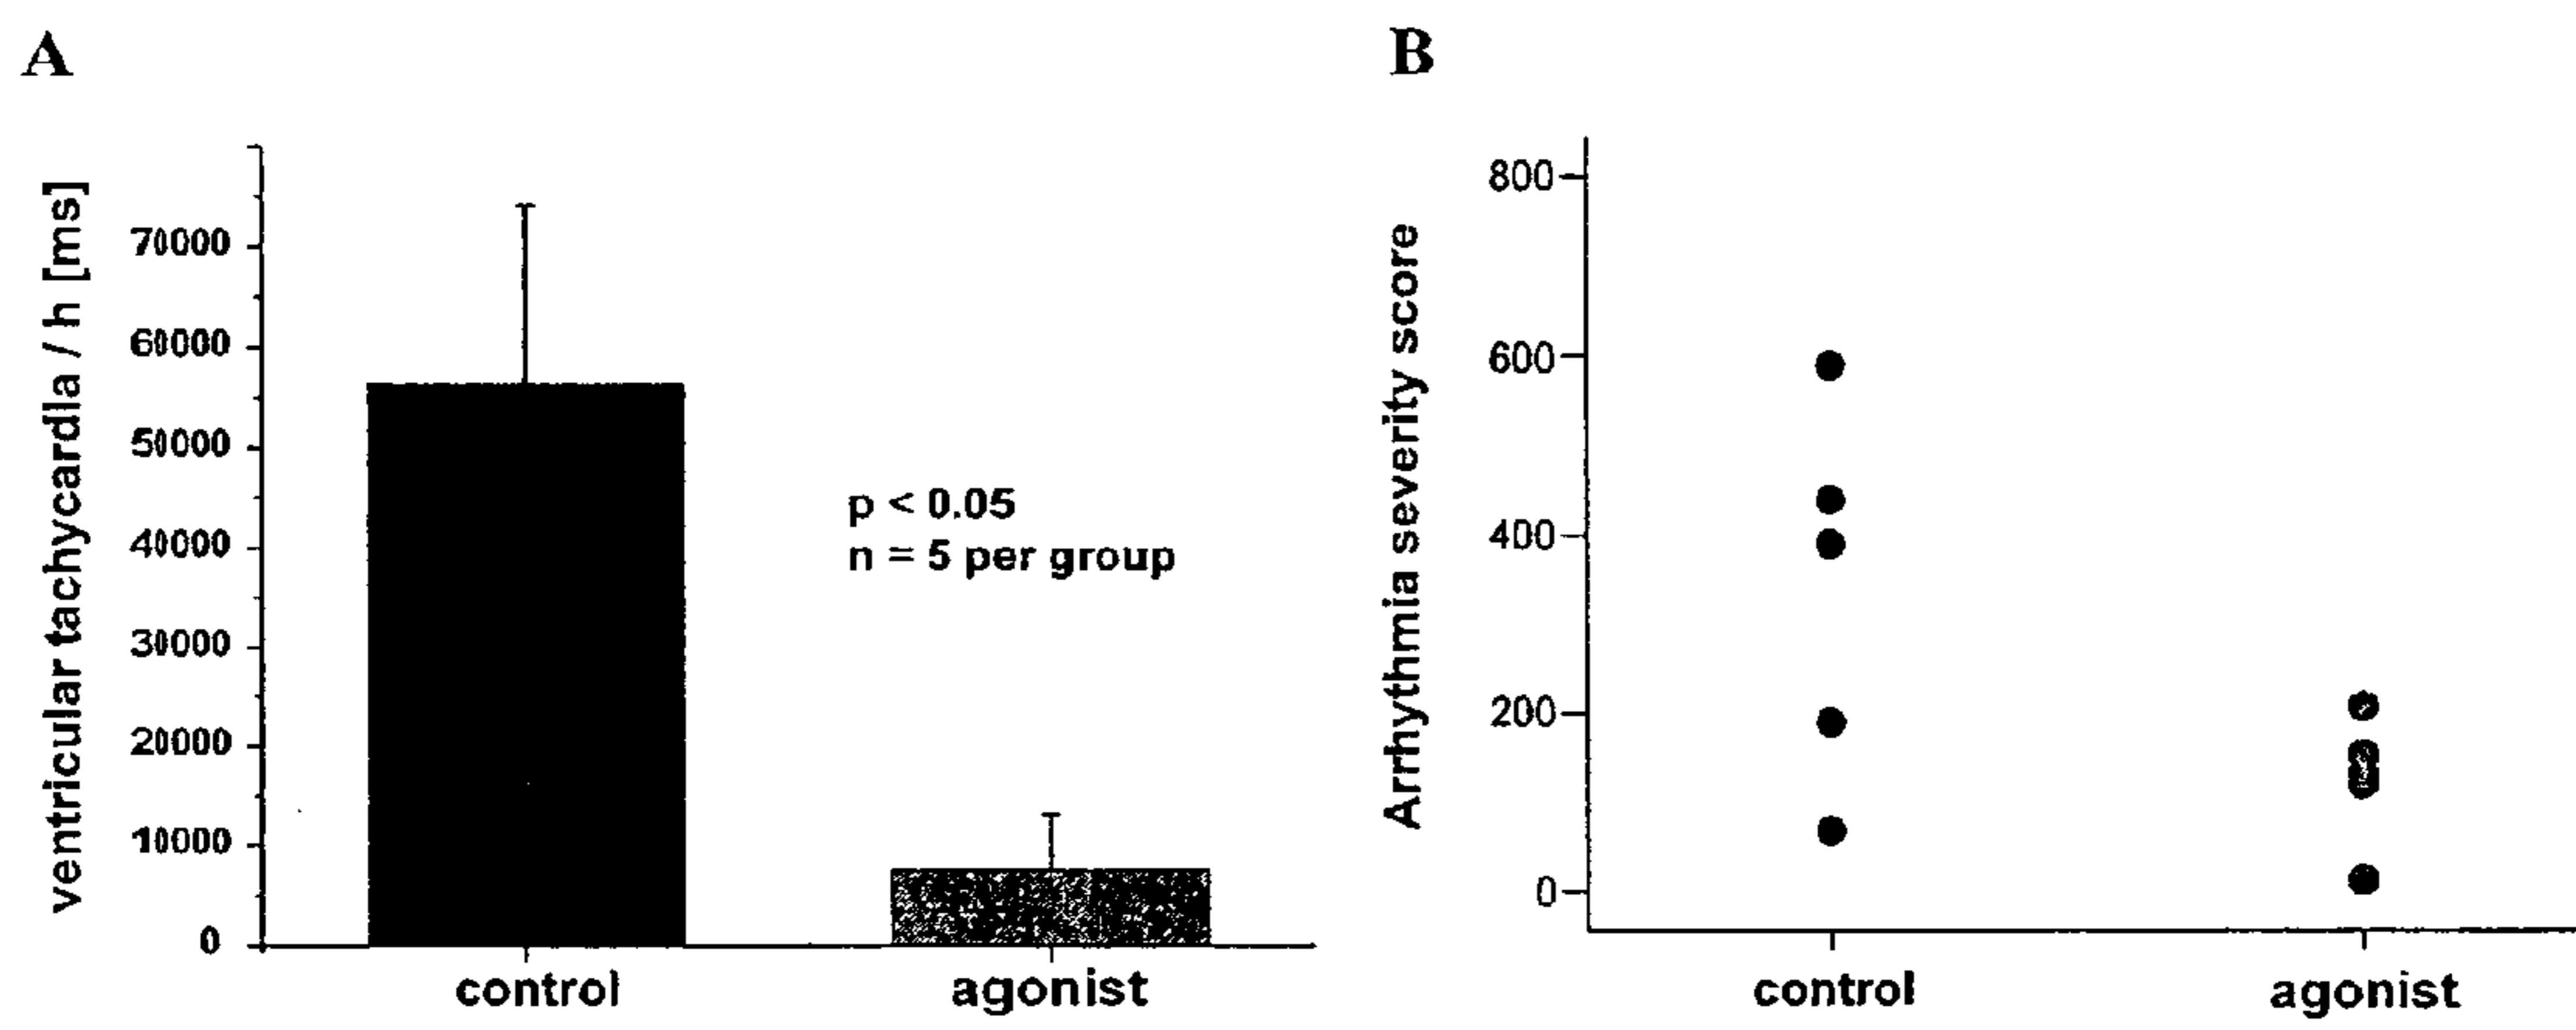 A
ventricular tachycardia / h [ms]
70000
60000
50000
40000
30000
20000
10000
0
p < 0.05
n = 5 per group
control
agonist
B
Arrhythmia severity score
800
600
400
200
0
control
agonist